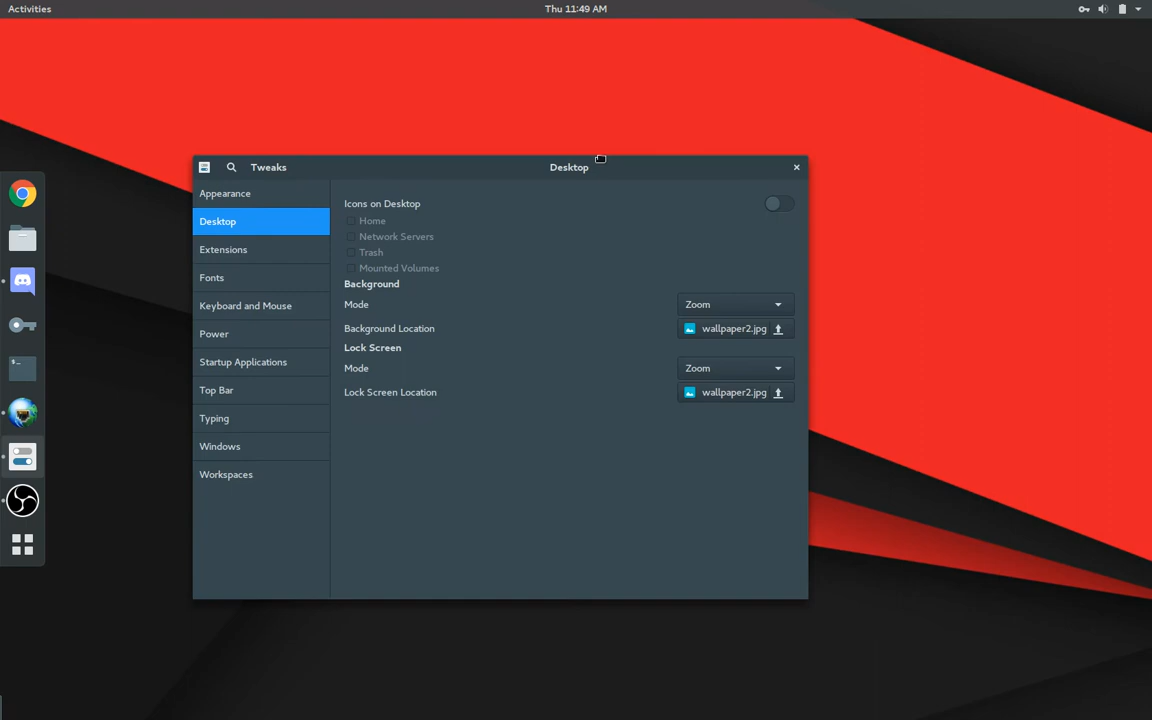 Activities
Thu 11:49 AM
Tweaks
Desktop
Appearance
Desktop
Extensions
Fonts
Keyboard and Mouse
Power
Startup Applications
Top Bar
Typing
Windows
Workspaces
Icons on Desktop
Home
Network Servers
Trash
Mounted Volumes
Background
Mode
Zoom
Background Location
wallpaper2.jpg
Lock Screen
Mode
Zoom
Lock Screen Location
wallpaper2.jpg